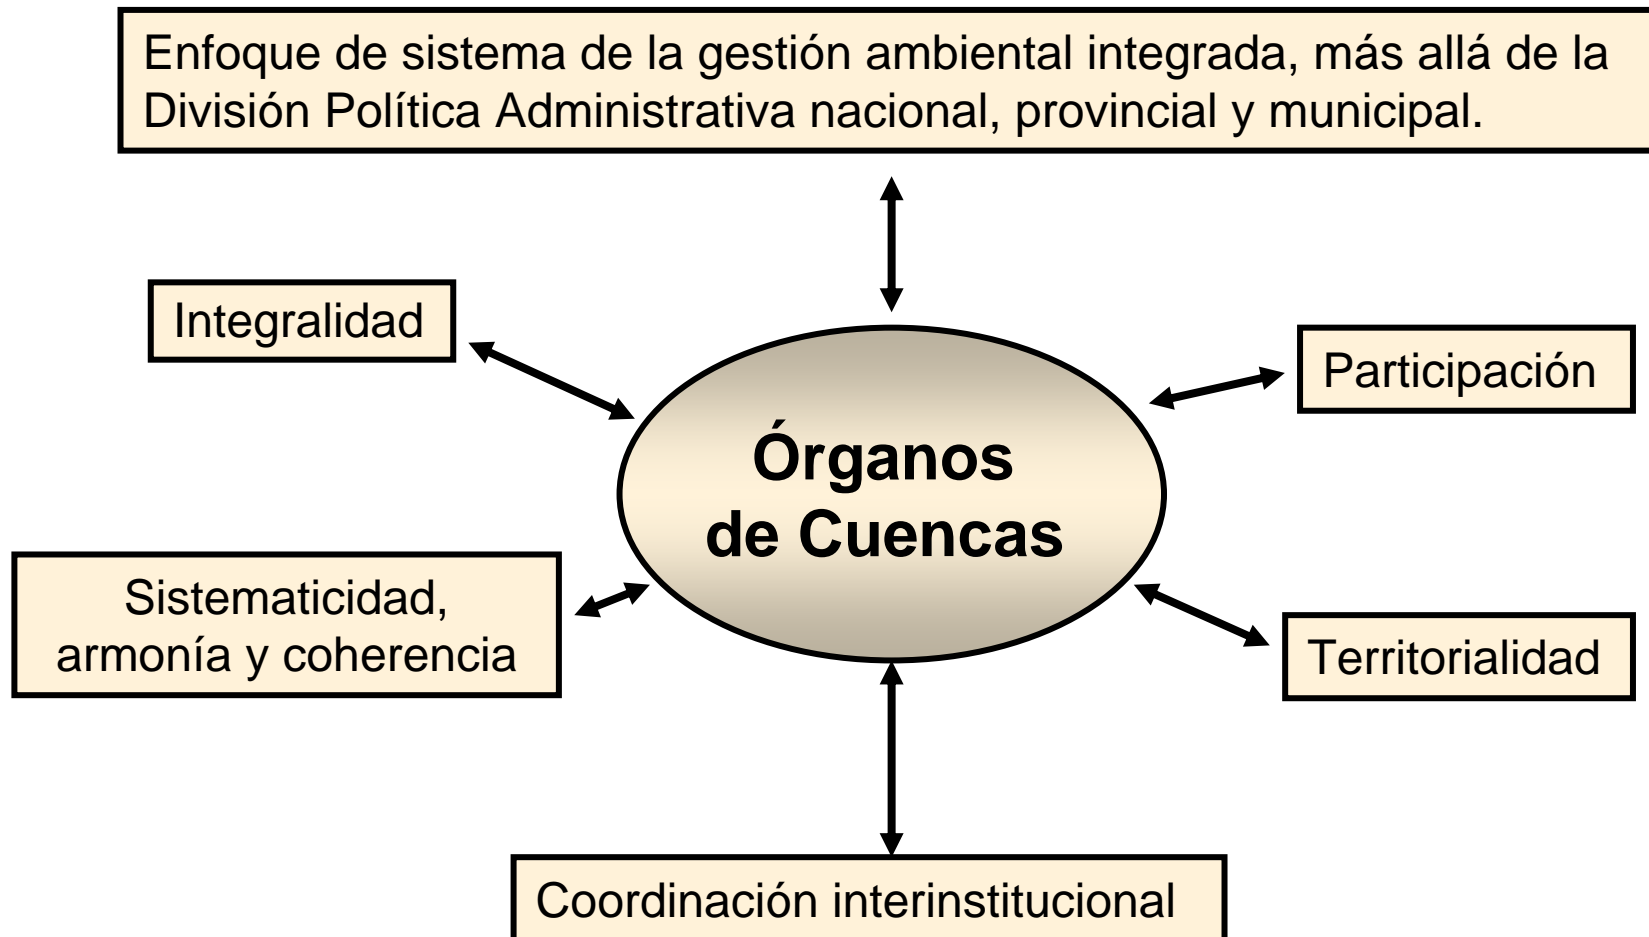 Enfoque de sistema de la gestión ambiental integrada, más allá de la
División Política Administrativa nacional, provincial y municipal.
Integralidad
Participación
Órganos
de Cuencas
Sistematicidad,
armonía y coherencia
Territorialidad
Coordinación interinstitucional